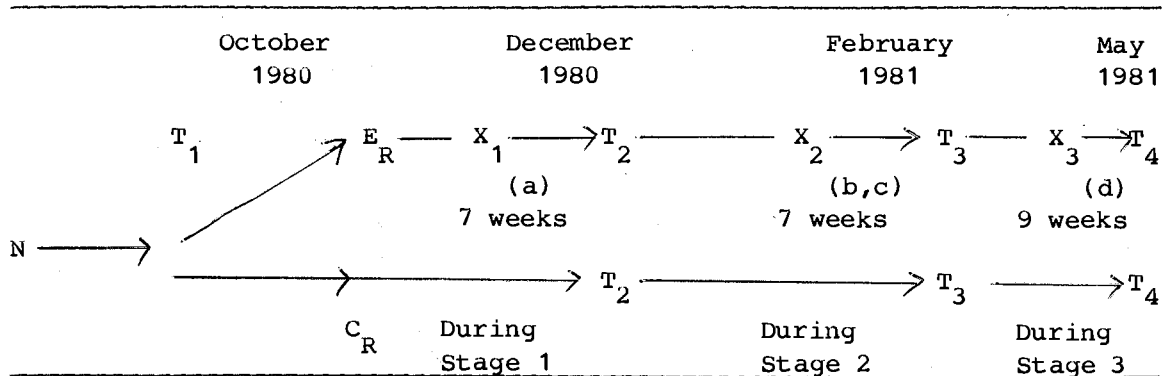 October December February May
1980 1980 1981 1981
T1 ER X1 T2 X2 T3 X3 T4
(a) (b,c) (d)
7 weeks 7 weeks 9 weeks
N
T2 T3 T4
CR During During During
Stage 1 Stage 2 Stage 3